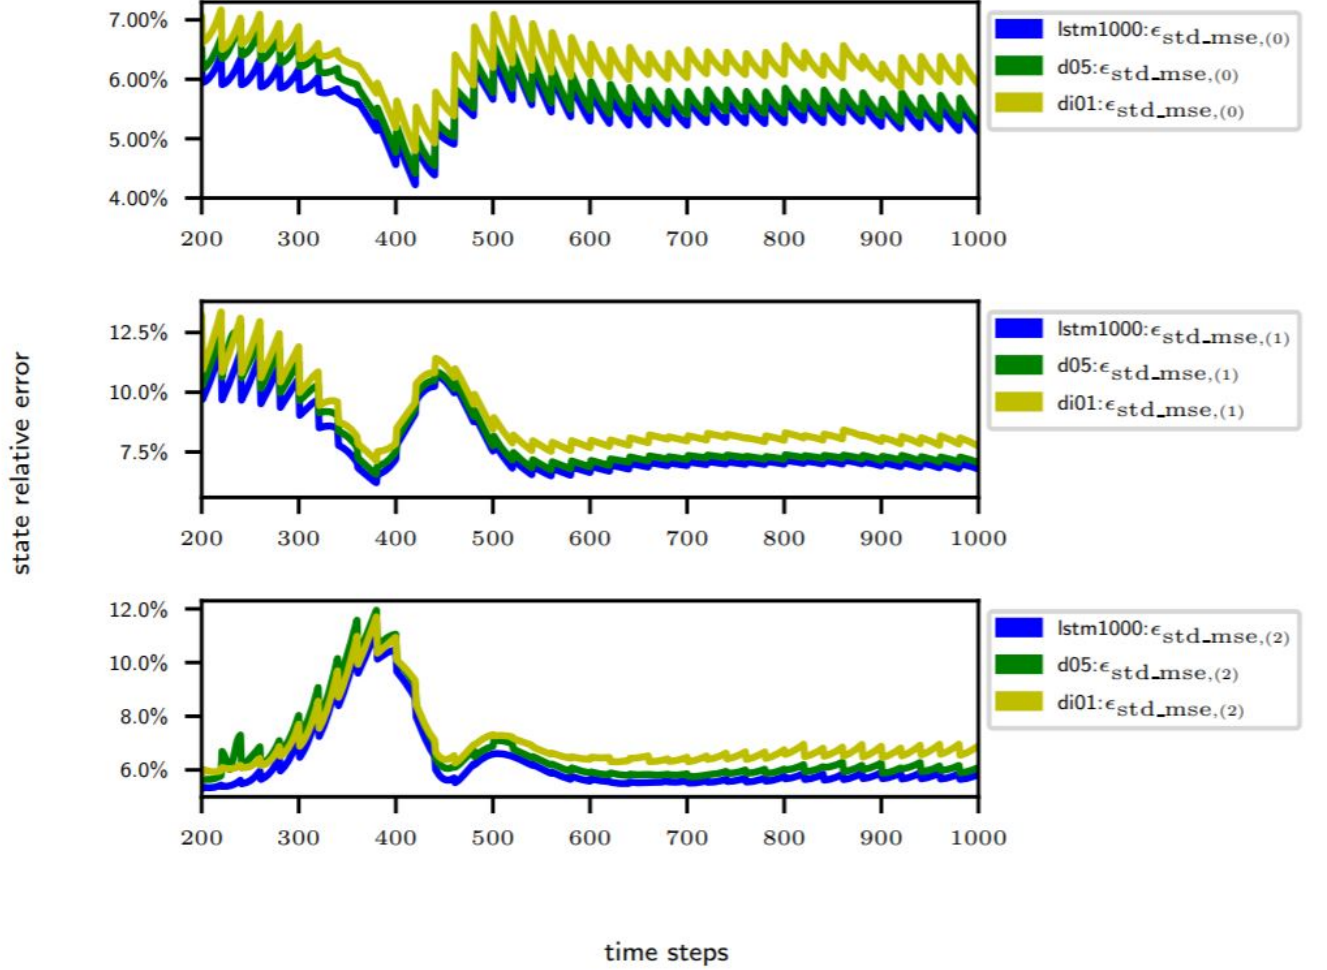 7.00%
6.00%
5.00%
4.00%
200 300 400 500 600 700 800 900 1000
lstm1000:ϵstd_mse,(0)
d05:ϵstd_mse,(0)
di01:ϵstd_mse,(0)
state relative error
12.5%
10.0%
7.5%
200 300 400 500 600 700 800 900 1000
lstm1000:ϵstd_mse,(1)
d05:ϵstd_mse,(1)
di01:ϵstd_mse,(1)
12.0%
10.0%
8.0%
6.0%
200 300 400 500 600 700 800 900 1000
lstm1000:ϵstd_mse,(2)
d05:ϵstd_mse,(2)
di01:ϵstd_mse,(2)
time steps